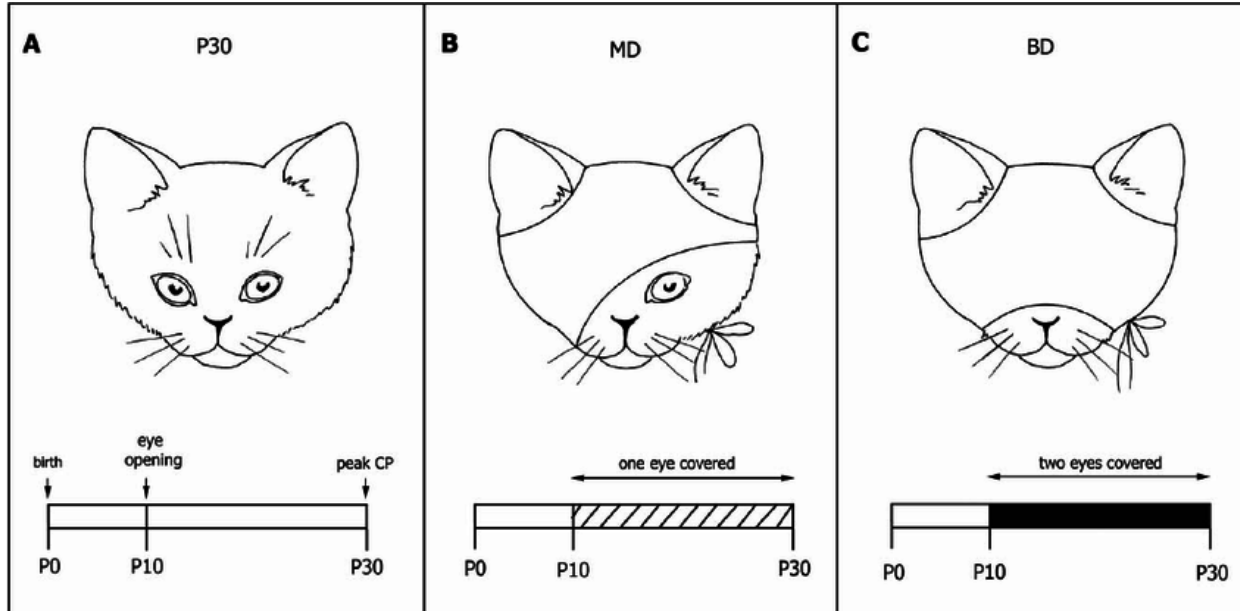 A
P30
birth
eye
opening
peak CP
P0
P10
P30
B
MD
one eye covered
P0
P10
P30
C
BD
two eyes covered
P0
P10
P30